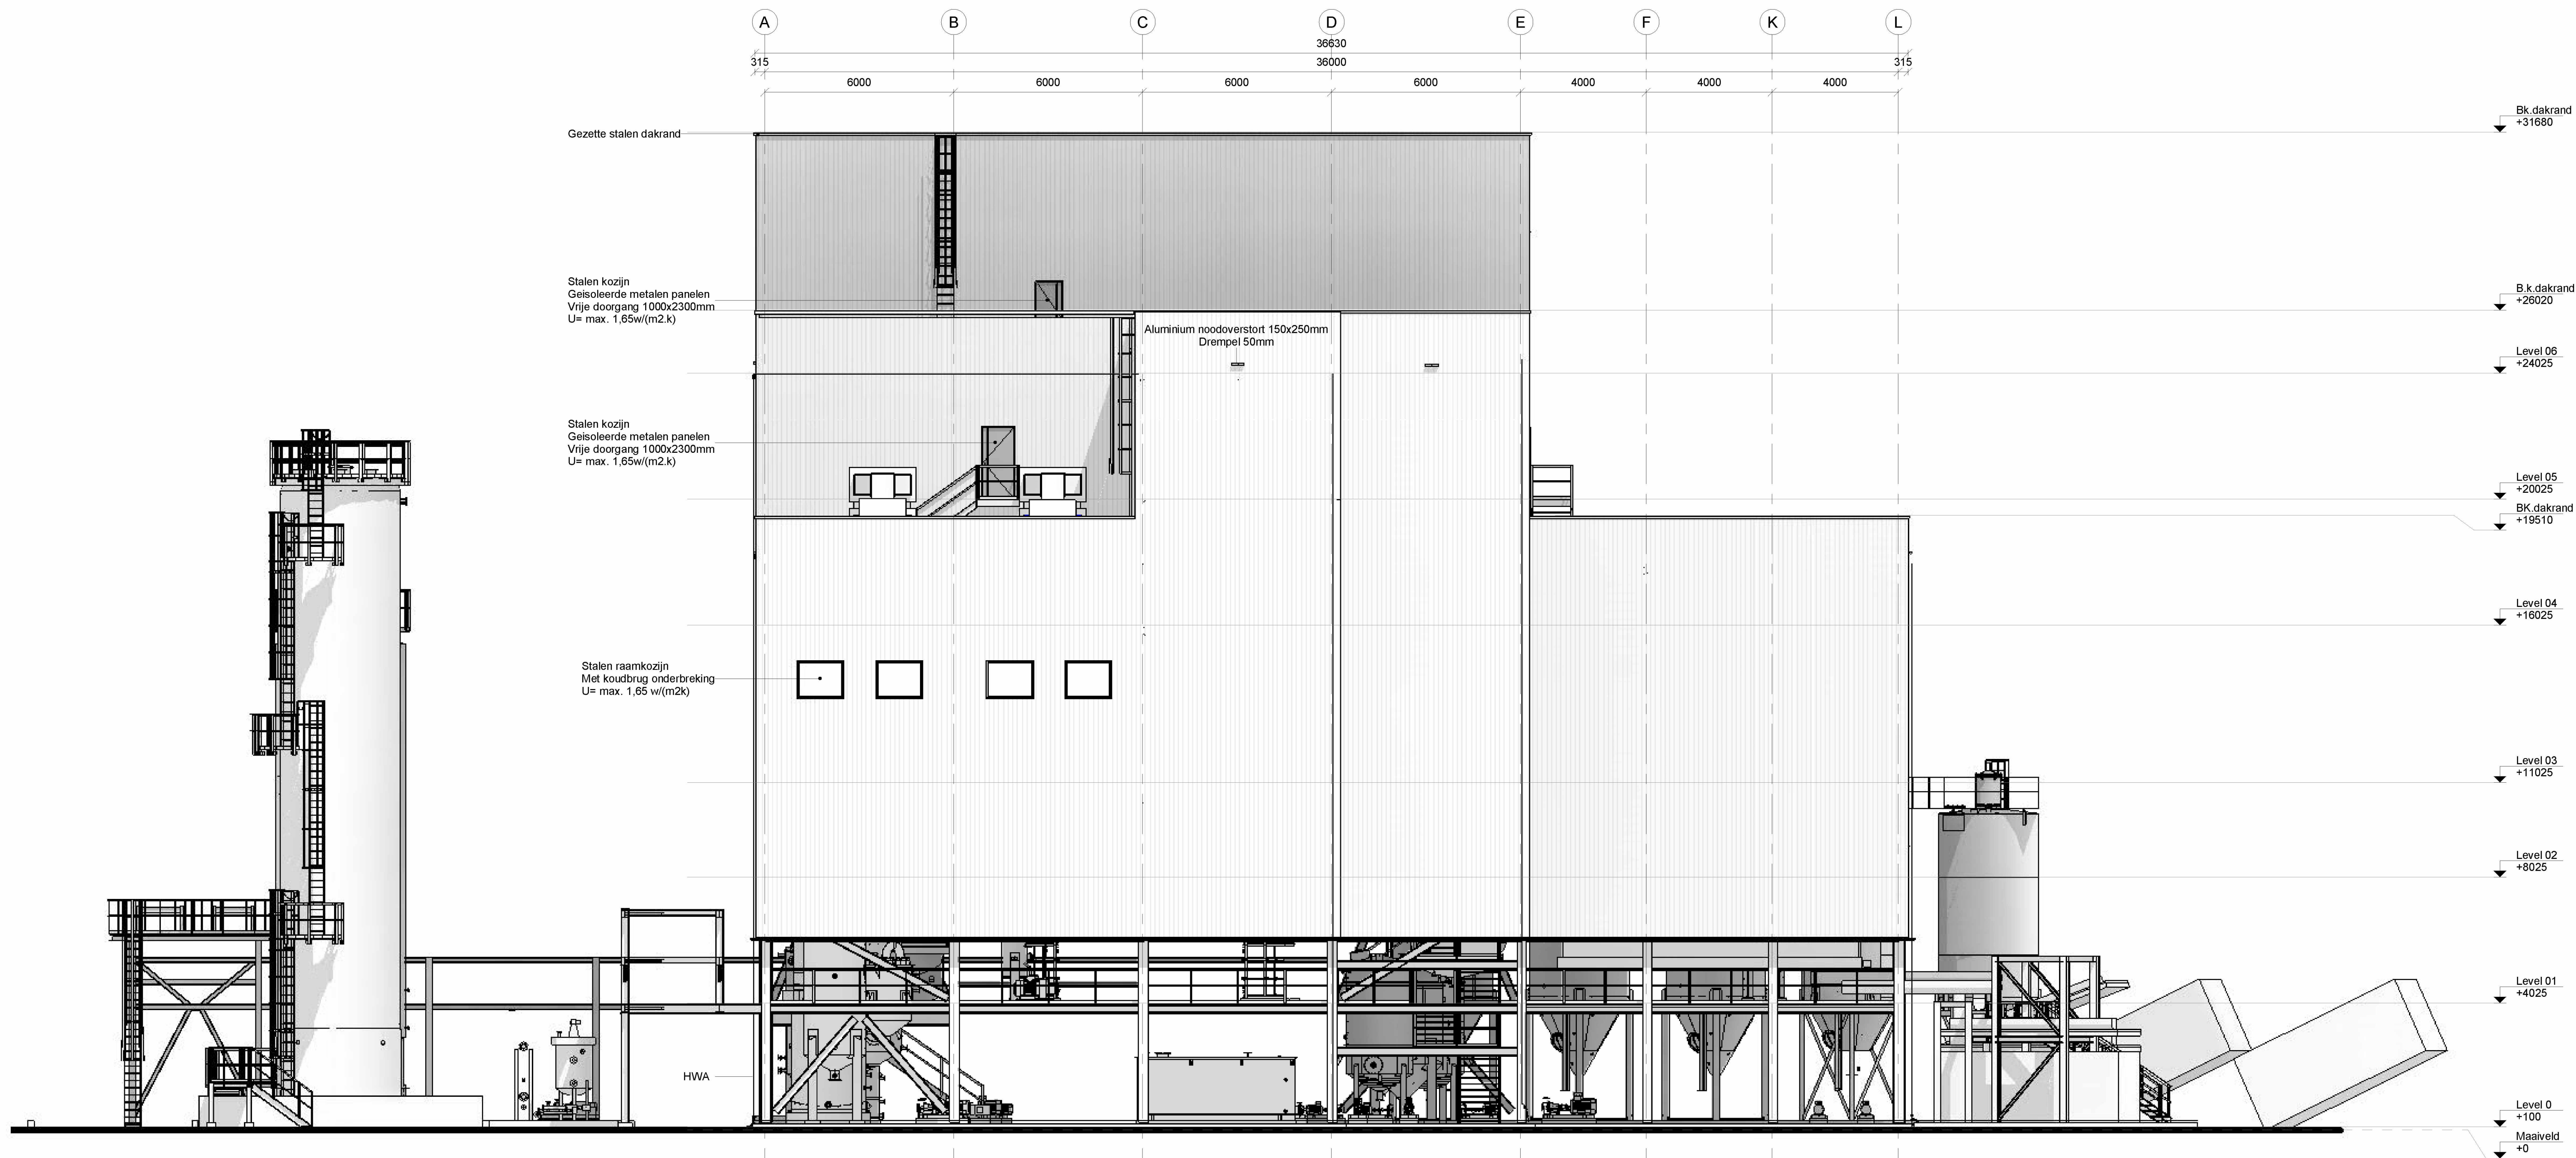 A B C D E F K L
36630
315 36000 315
6000 6000 6000 6000 4000 4000 4000
Bk.dakrand
+31680
Gezette stalen dakrand
Stalen kozijn
Geisoleerde metalen panelen
Vrije doorgang 1000x2300mm
U= max. 1,65w/(m2.k)
B.k.dakrand
+26020
Aluminium noodoverstort 150x250mm
Drempel 50mm
Level 06
+24025
Stalen kozijn
Geisoleerde metalen panelen
Vrije doorgang 1000x2300mm
U= max. 1,65w/(m2.k)
Level 05
+20025
BK.dakrand
+19510
Level 04
+16025
Stalen raamkozijn
Met koudbrug onderbreking
U= max. 1,65 w/(m2k)
Level 03
+11025
Level 02
+8025
Level 01
+4025
HWA
Level 0
+100
Maaiveld
+0